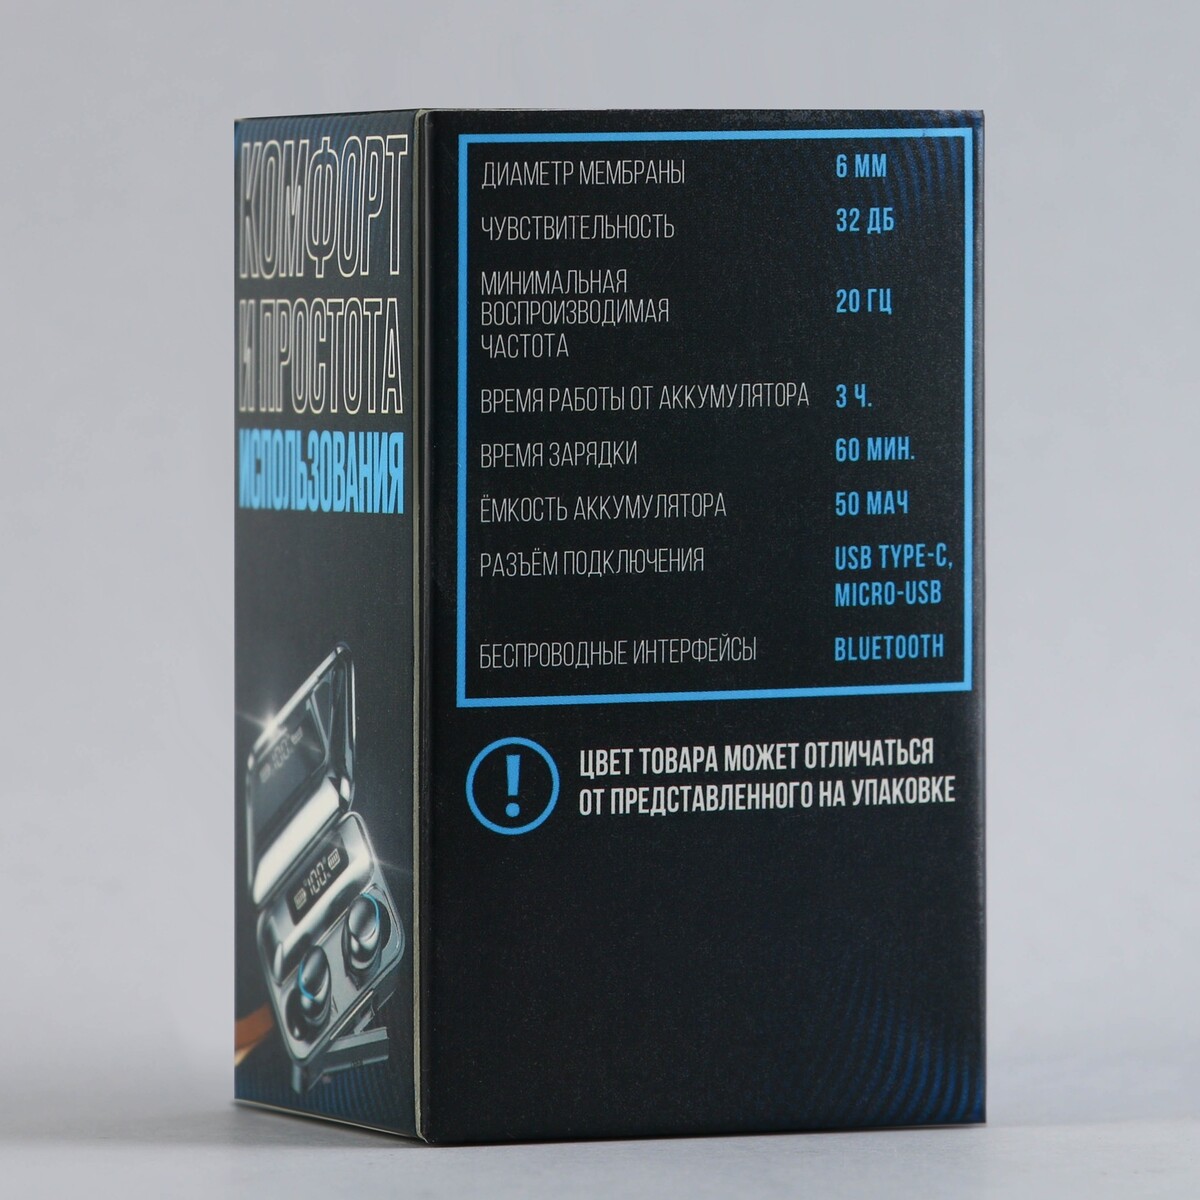 КОМФОРТ
И ПРОСТОТА
ИСПОЛЬЗОВАНИЯ
100
ДИАМЕТР МЕМБРАНЫ 6 ММ
ЧУВСТВИТЕЛЬНОСТЬ 32 ДБ
МИНИМАЛЬНАЯ
ВОСПРОИЗВОДИМАЯ 20 ГЦ
ЧАСТОТА
ВРЕМЯ РАБОТЫ ОТ АККУМУЛЯТОРА 3 Ч.
ВРЕМЯ ЗАРЯДКИ 60 МИН.
ЁМКОСТЬ АККУМУЛЯТОРА 50 МАЧ
РАЗЪЁМ ПОДКЛЮЧЕНИЯ USB TYPE-C,
MICRO-USB
БЕСПРОВОДНЫЕ ИНТЕРФЕЙСЫ BLUETOOTH
ЦВЕТ ТОВАРА МОЖЕТ ОТЛИЧАТЬСЯ
ОТ ПРЕДСТАВЛЕННОГО НА УПАКОВКЕ